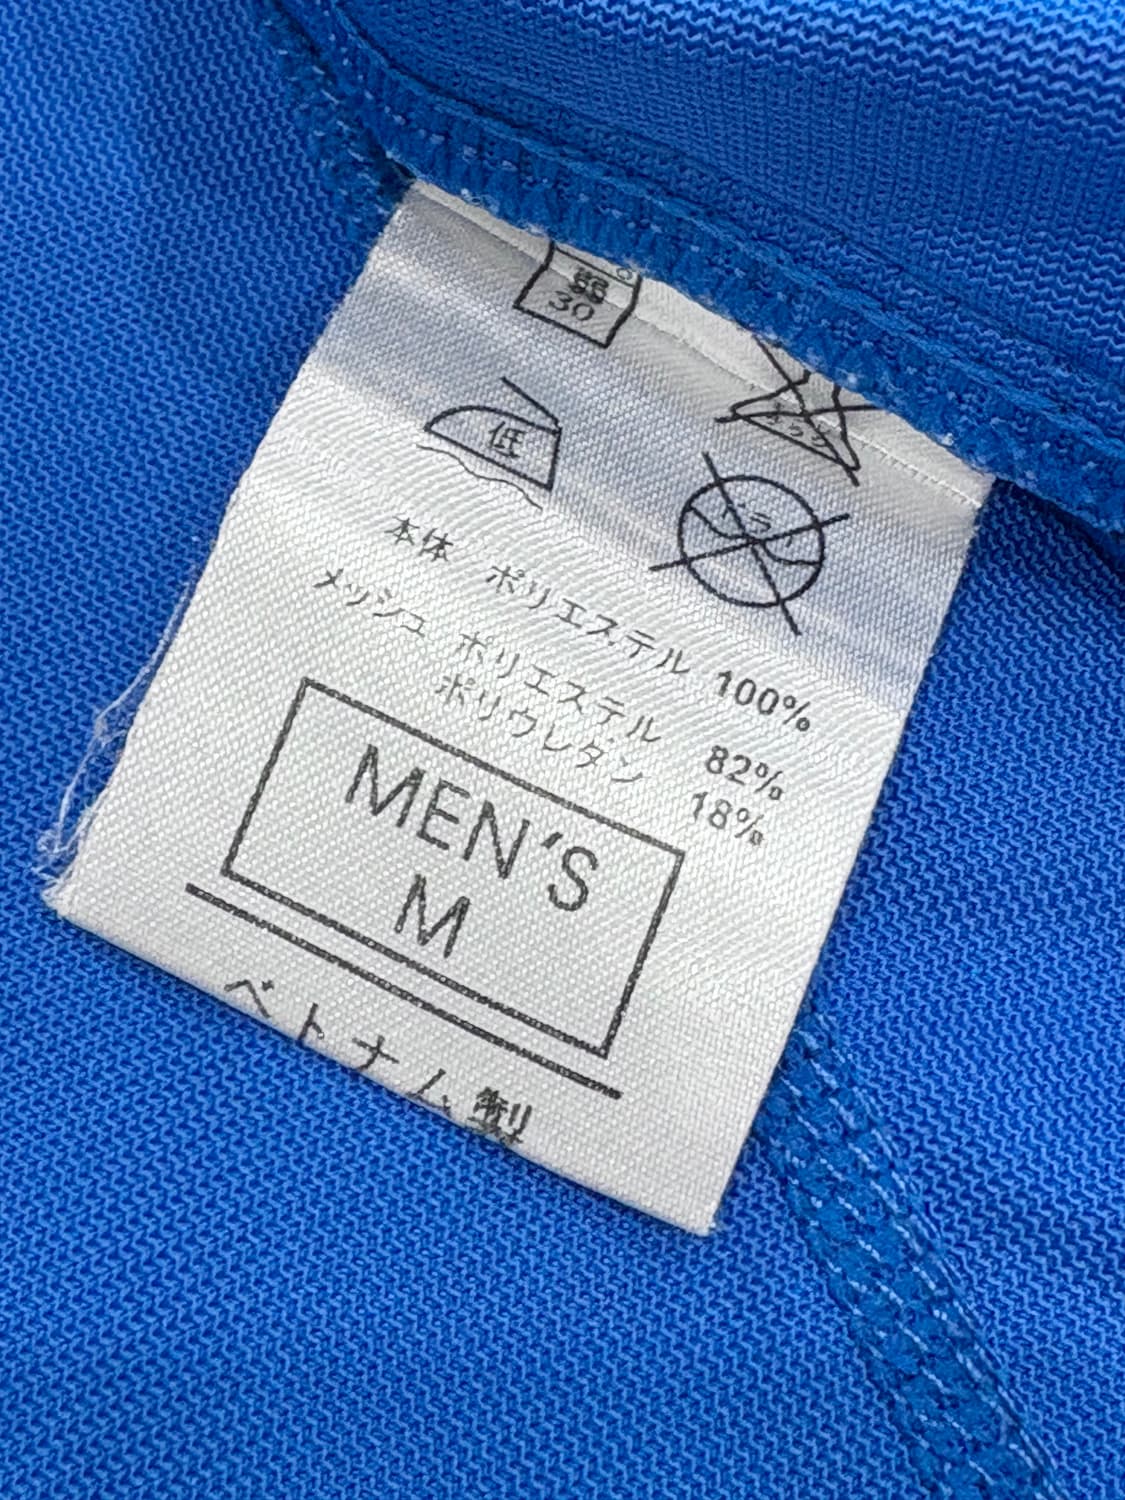 弱
30
エンソ
低
ドライ
本体 ポリエステル 100%
メッシュ ポリエステル 82%
ポリウレタン 18%
MEN'S
M
ベトナム製